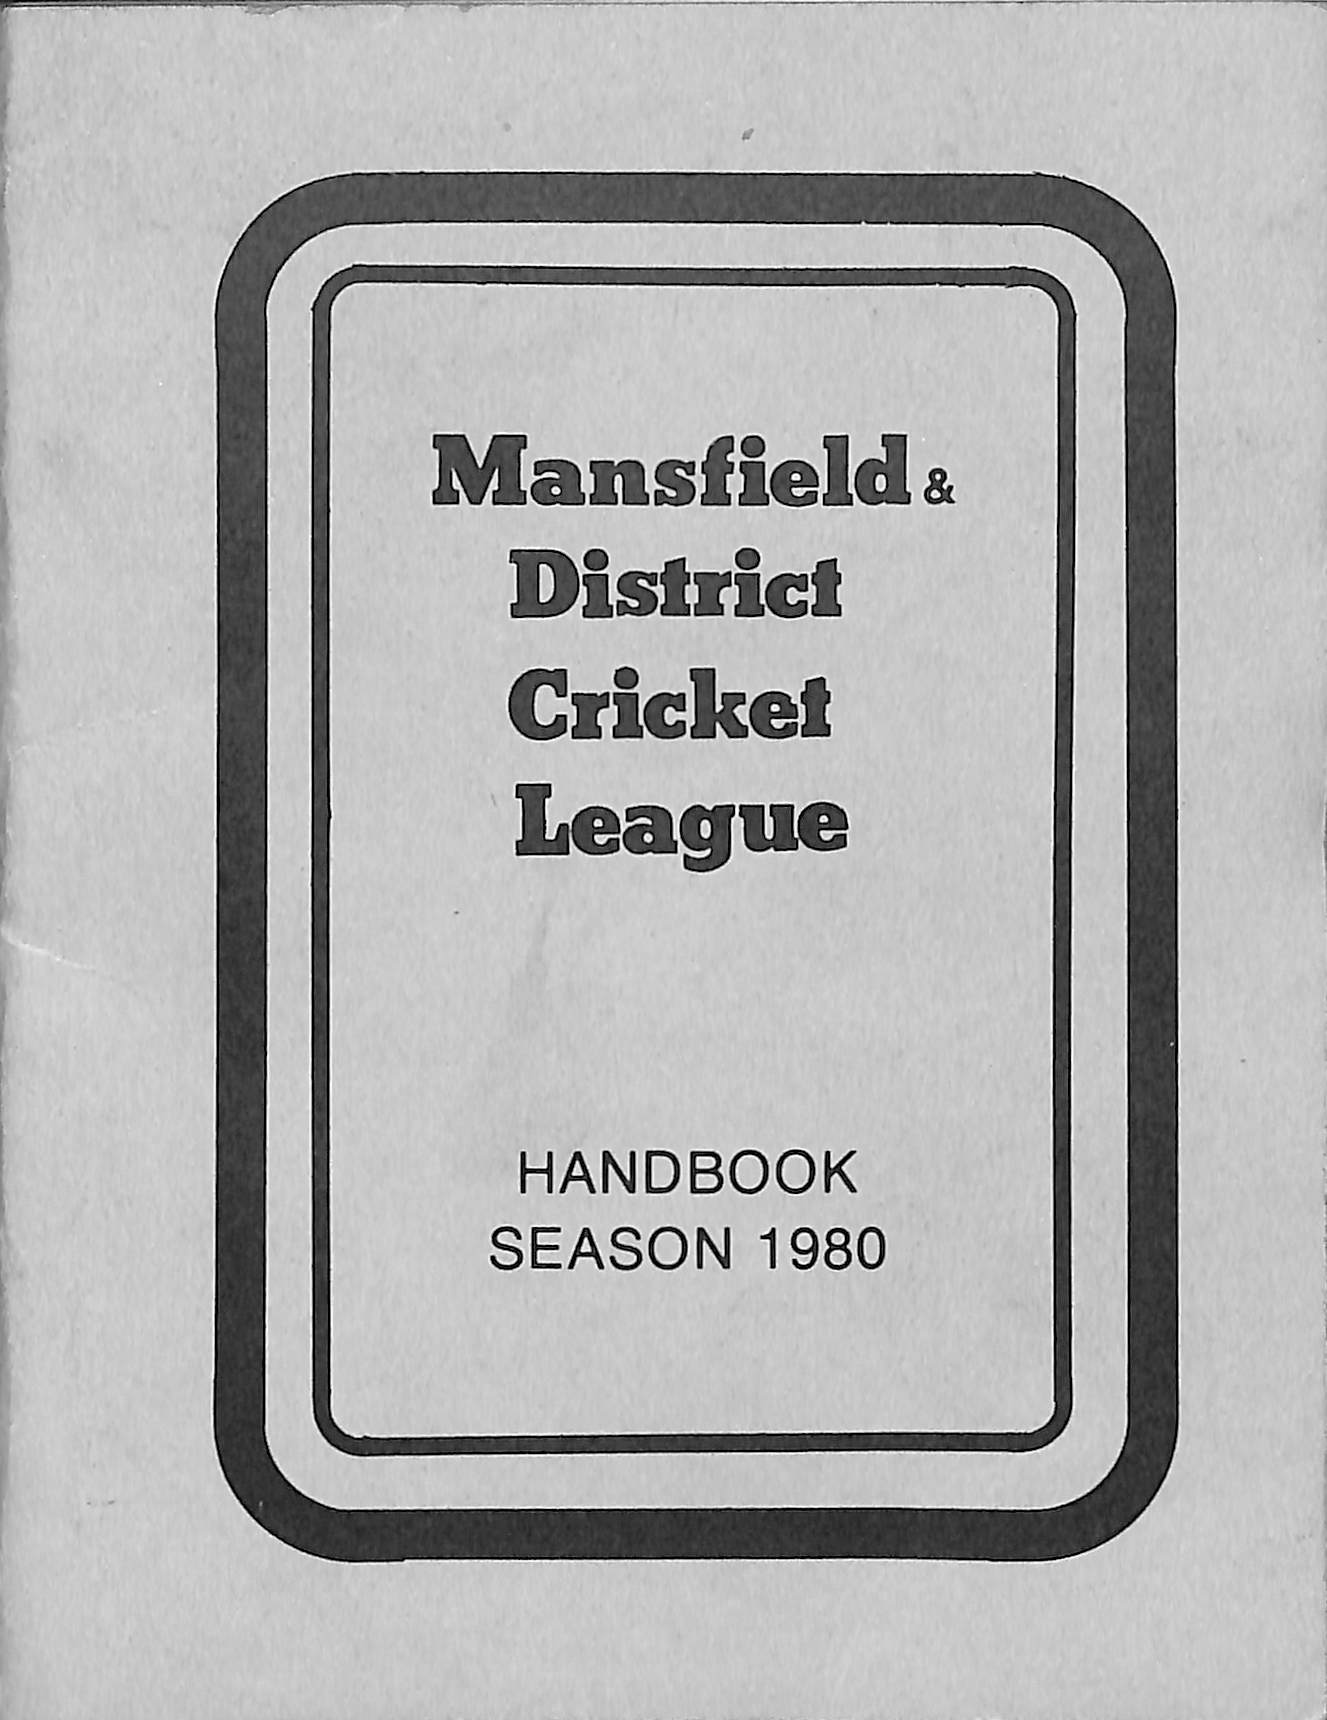 Mansfield &
District
Cricket
League
HANDBOOK
SEASON 1980